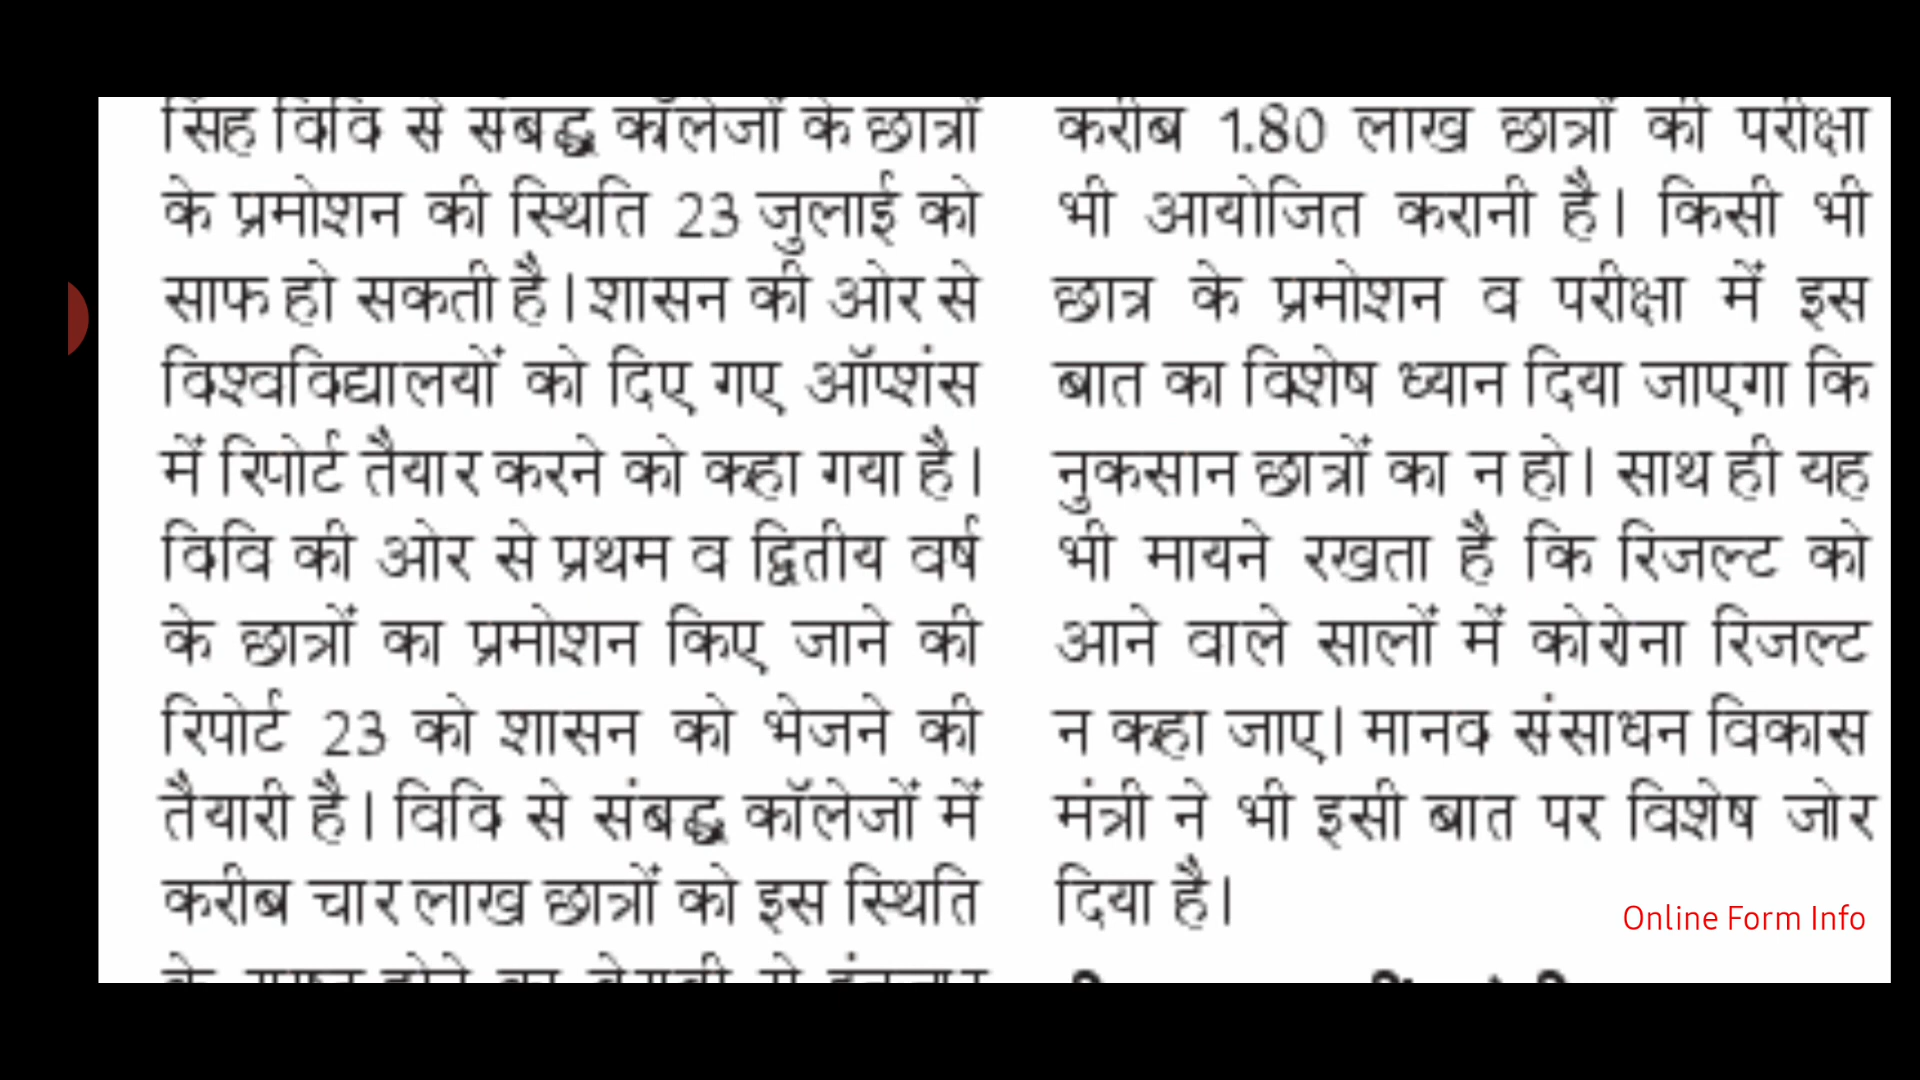 सिंह विवि से संबद्ध कॉलेजों के छात्रों
के प्रमोशन की स्थिति 23 जुलाई को
साफ हो सकती है। शासन की ओर से
विश्वविद्यालयों को दिए गए ऑप्शंस
में रिपोर्ट तैयार करने को कहा गया है।
विवि की ओर से प्रथम व द्वितीय वर्ष
के छात्रों का प्रमोशन किए जाने की
रिपोर्ट 23 को शासन को भेजने की
तैयारी है। विवि से संबद्ध कॉलेजों में
करीब चार लाख छात्रों को इस स्थिति
करीब 1.80 लाख छात्रों की परीक्षा
भी आयोजित करानी है। किसी भी
छात्र के प्रमोशन व परीक्षा में इस
बात का विशेष ध्यान दिया जाएगा कि
नुकसान छात्रों का न हो। साथ ही यह
भी मायने रखता है कि रिजल्ट को
आने वाले सालों में कोरोना रिजल्ट
न कहा जाए। मानव संसाधन विकास
मंत्री ने भी इसी बात पर विशेष जोर
दिया है।
Online Form Info